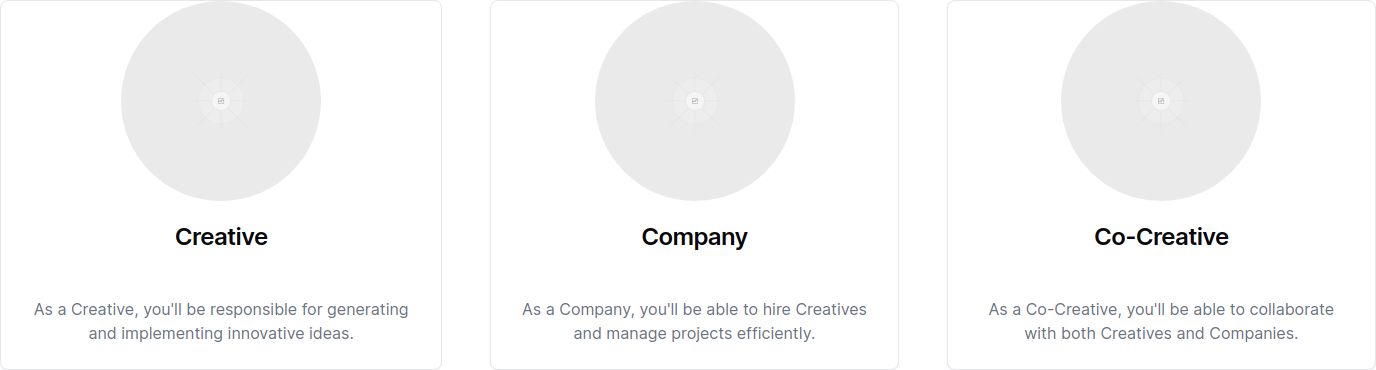 Creative
As a Creative, you'll be responsible for generating
and implementing innovative ideas.
Company
As a Company, you'll be able to hire Creatives
and manage projects efficiently.
Co-Creative
As a Co-Creative, you'll be able to collaborate
with both Creatives and Companies.